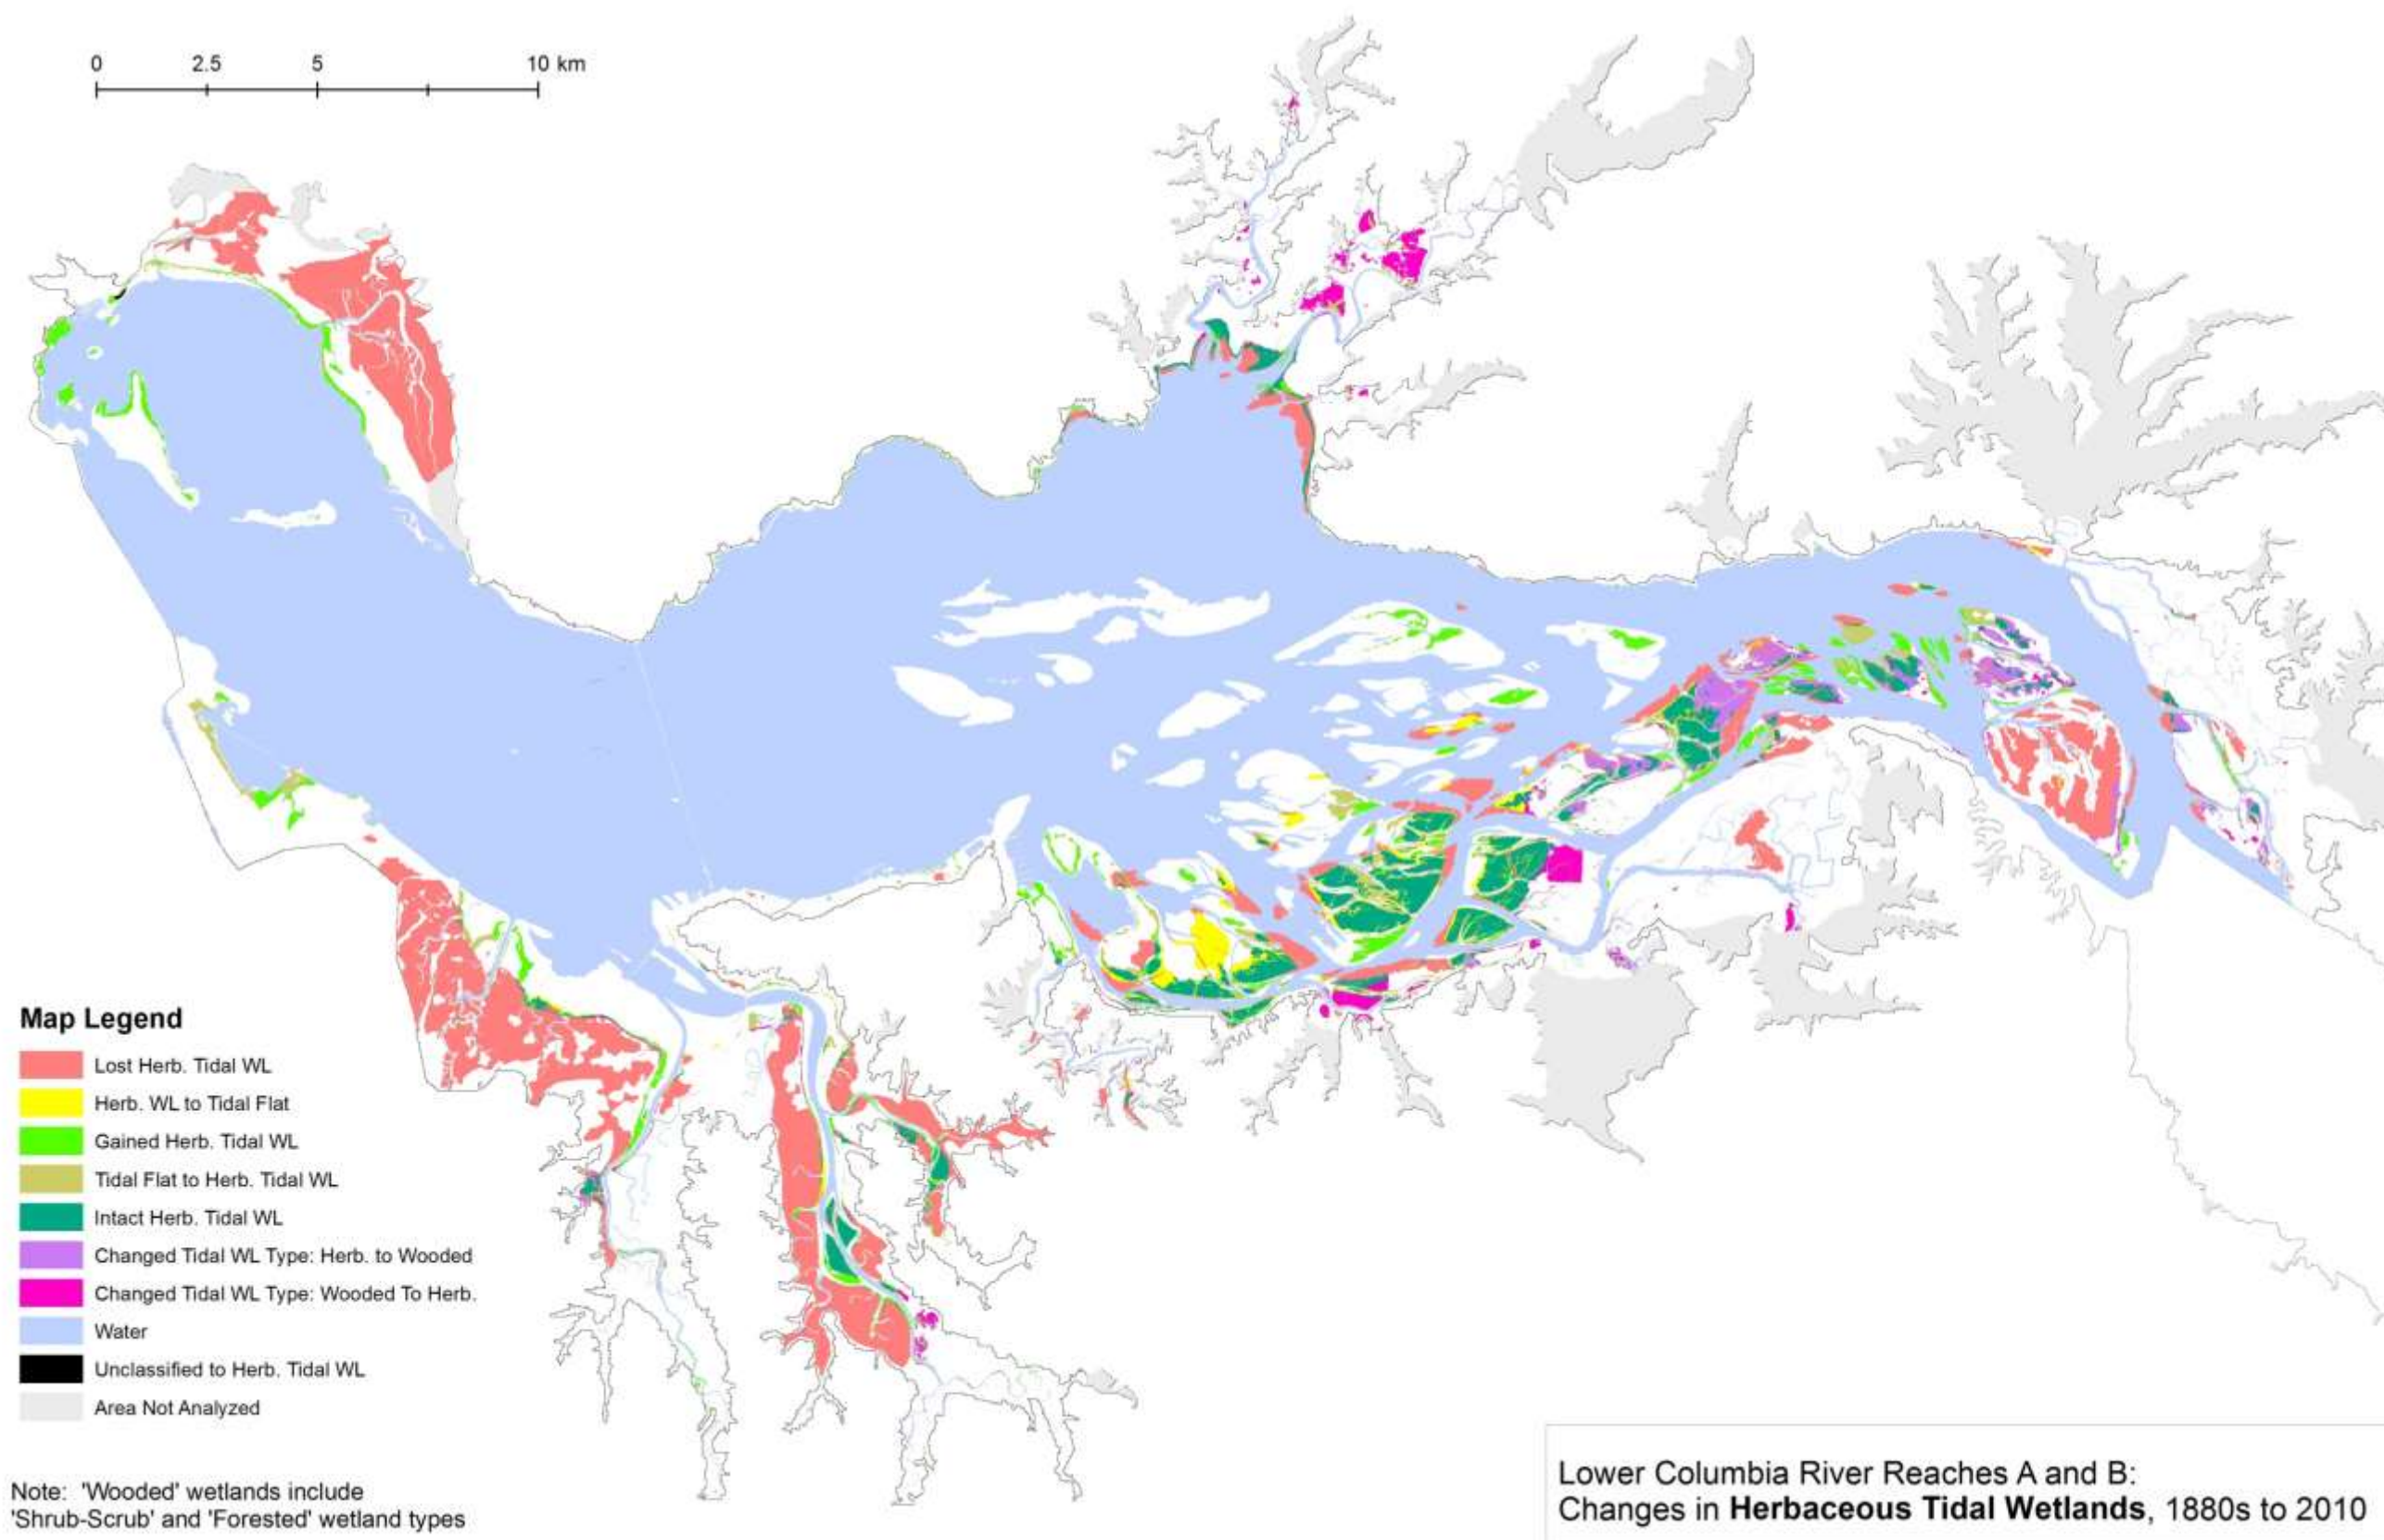 0 2.5 5 10 km
Map Legend
Lost Herb. Tidal WL
Herb. WL to Tidal Flat
Gained Herb. Tidal WL
Tidal Flat to Herb. Tidal WL
Intact Herb. Tidal WL
Changed Tidal WL Type: Herb. to Wooded
Changed Tidal WL Type: Wooded To Herb.
Water
Unclassified to Herb. Tidal WL
Area Not Analyzed
Note: 'Wooded' wetlands include
'Shrub-Scrub' and 'Forested' wetland types
Lower Columbia River Reaches A and B:
Changes in Herbaceous Tidal Wetlands, 1880s to 2010